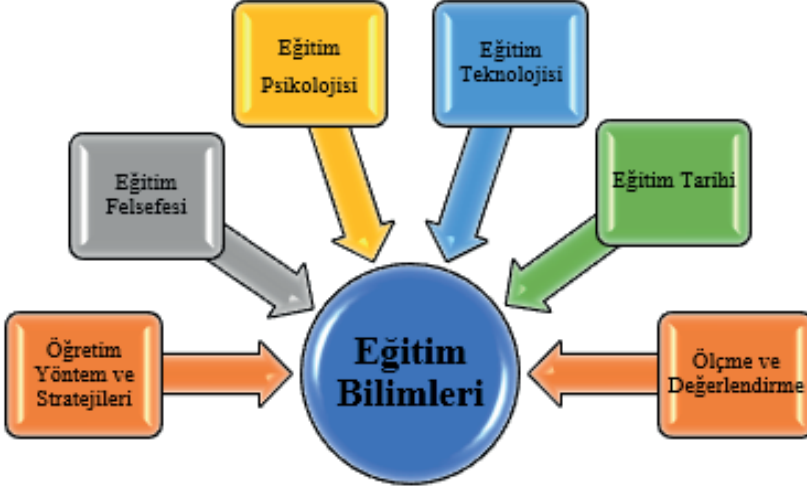 Eğitim
Psikolojisi
Eğitim
Teknolojisi
Eğitim
Felsefesi
Eğitim Tarihi
Öğretim
Yöntem ve
Stratejileri
Eğitim
Bilimleri
Ölçme ve
Değerlendirme